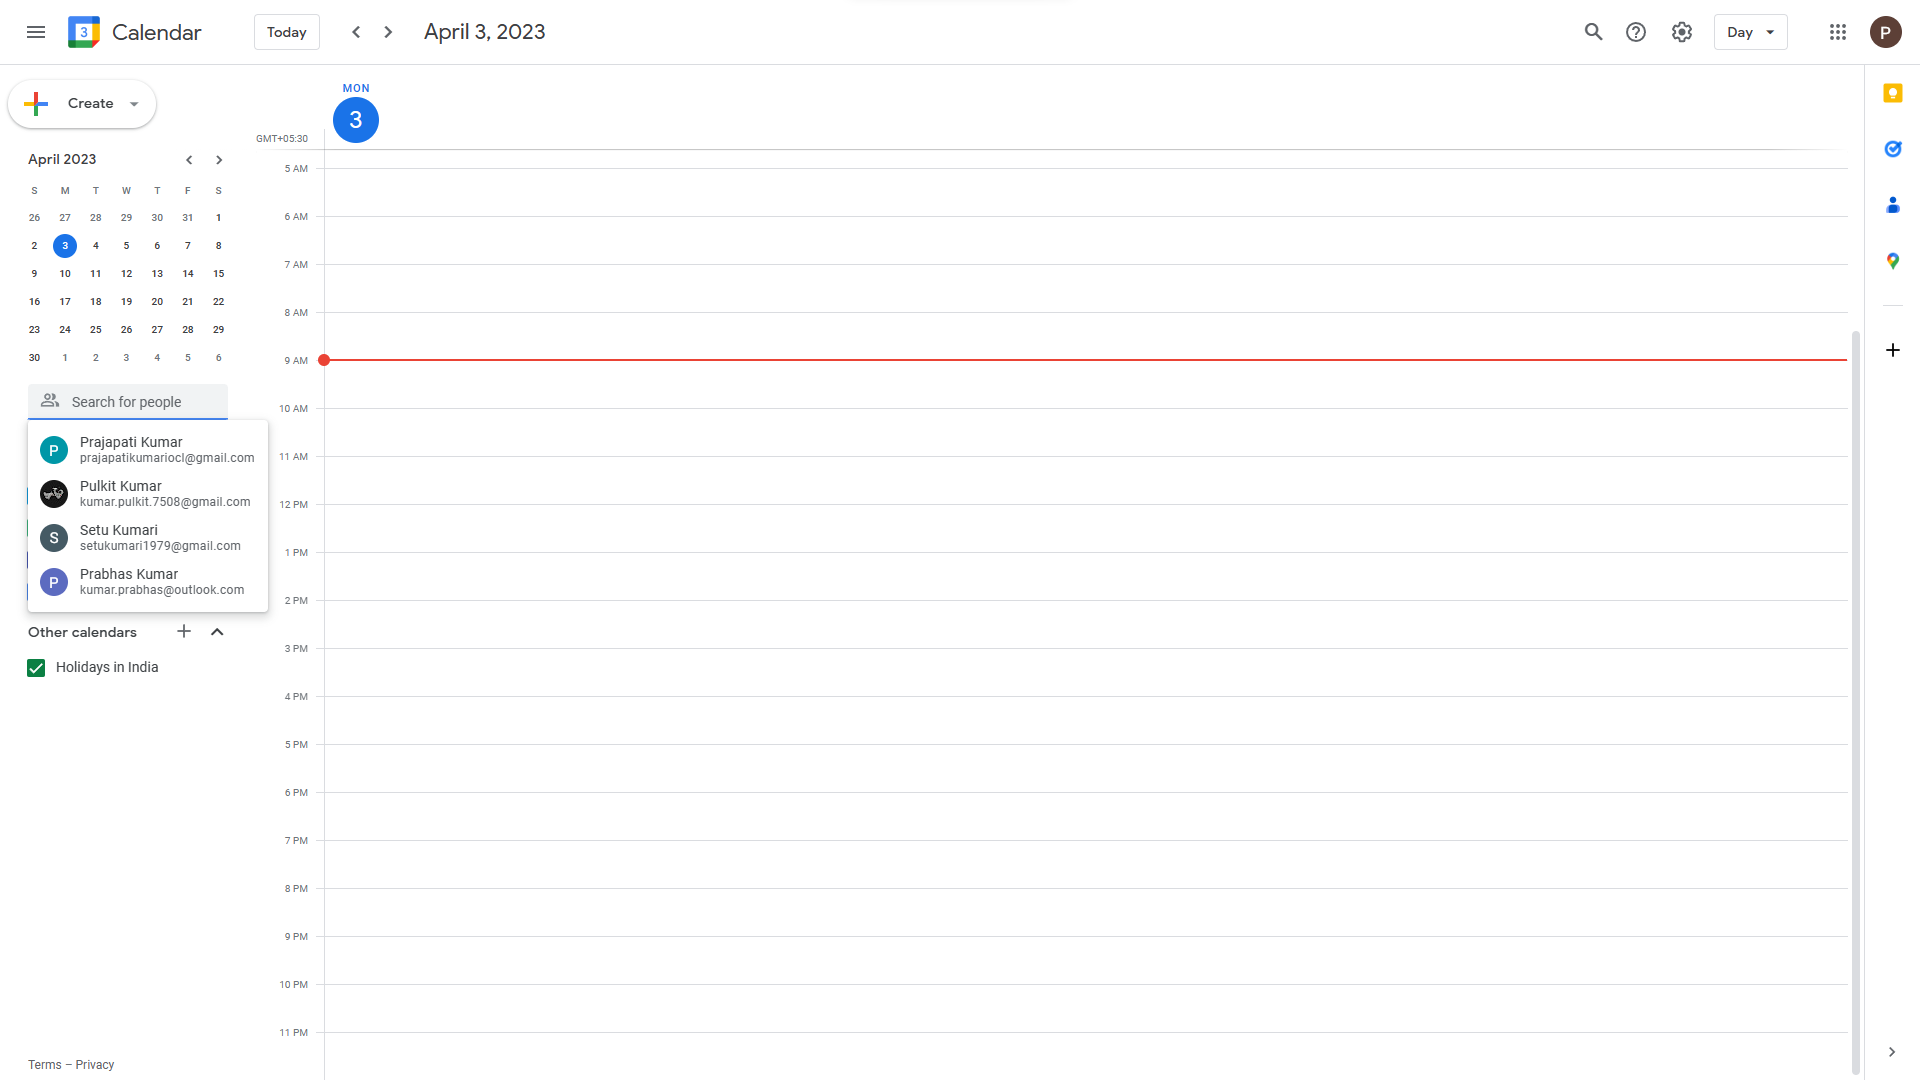 3
Calendar
Today
April 3, 2023
Day
P
Create
April 2023
S M T W T F S
26 27 28 29 30 31 1
2 3 4 5 6 7 8
9 10 11 12 13 14 15
16 17 18 19 20 21 22
23 24 25 26 27 28 29
30 1 2 3 4 5 6
Search for people
P
Prajapati Kumar
prajapatikumariocl@gmail.com
Pulkit Kumar
kumar.pulkit.7508@gmail.com
S
Setu Kumari
setukumari1979@gmail.com
P
Prabhas Kumar
kumar.prabhas@outlook.com
Other calendars
Holidays in India
Terms – Privacy
MON
3
GMT+05:30
5 AM
6 AM
7 AM
8 AM
9 AM
10 AM
11 AM
12 PM
1 PM
2 PM
3 PM
4 PM
5 PM
6 PM
7 PM
8 PM
9 PM
10 PM
11 PM